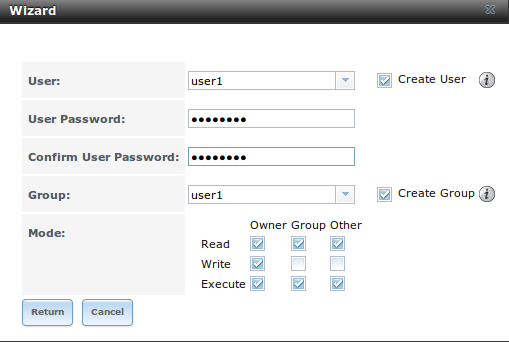 Wizard
User: user1 Create User
User Password: ●●●●●●●●
Confirm User Password: ●●●●●●●●
Group: user1 Create Group
Mode:
Owner Group Other
Read
Write
Execute
Return Cancel